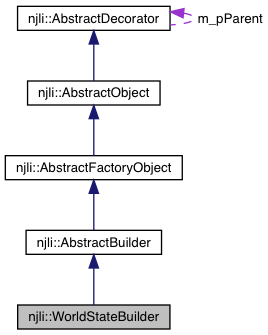 njli::AbstractDecorator
m_pParent
njli::AbstractObject
njli::AbstractFactoryObject
njli::AbstractBuilder
njli::WorldStateBuilder